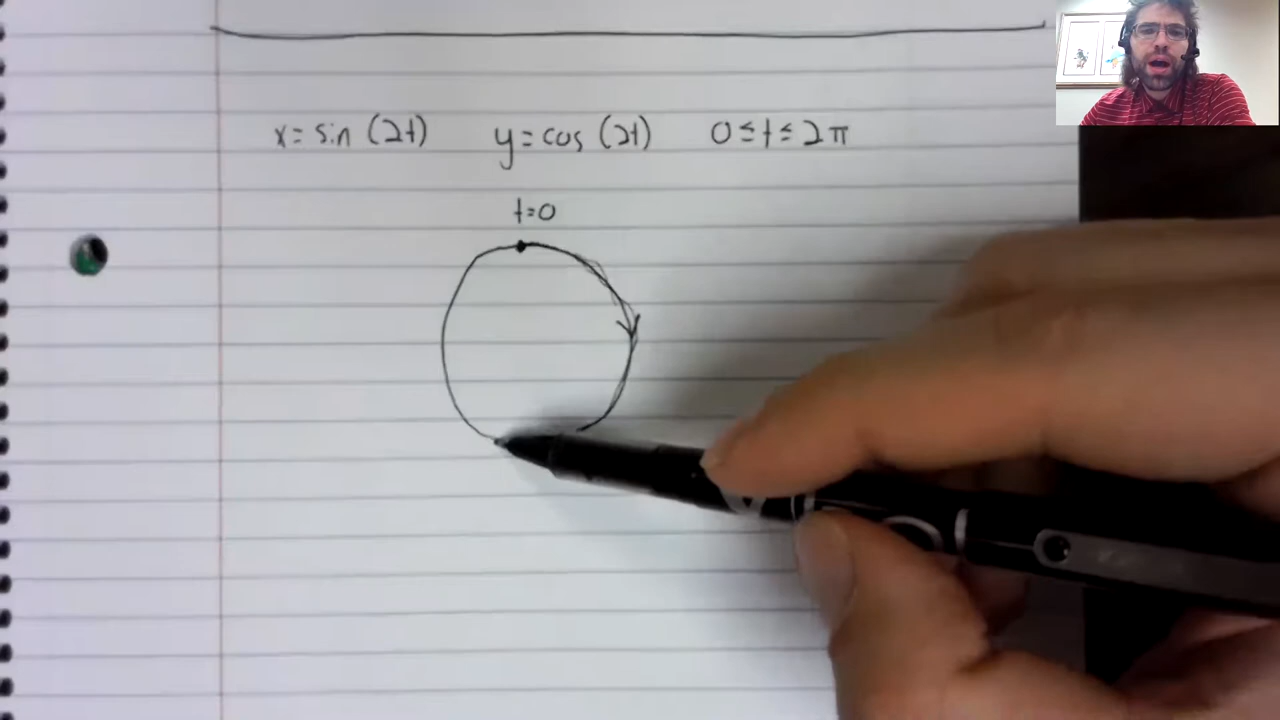 x = sin (2t) y = cos (2t) 0 ≤ t ≤ 2π
t=0